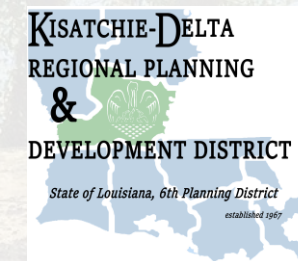 KISATCHIE-DELTA
REGIONAL PLANNING
&
DEVELOPMENT DISTRICT
State of Louisiana, 6th Planning District
established 1967